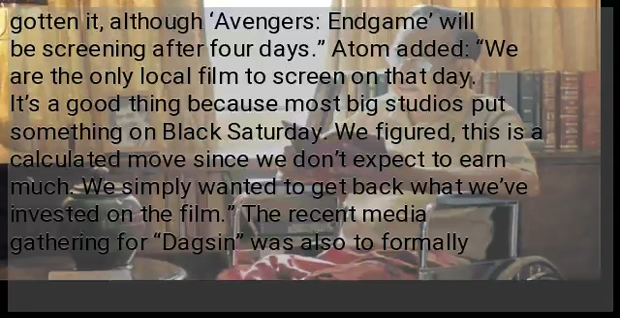 gotten it, although ‘Avengers: Endgame’ will
be screening after four days.” Atom added: “We
are the only local film to screen on that day.
It’s a good thing because most big studios put
something on Black Saturday. We figured, this is a
calculated move since we don’t expect to earn
much. We simply wanted to get back what we’ve
invested on the film.” The recent media
gathering for “Dagsin” was also to formally